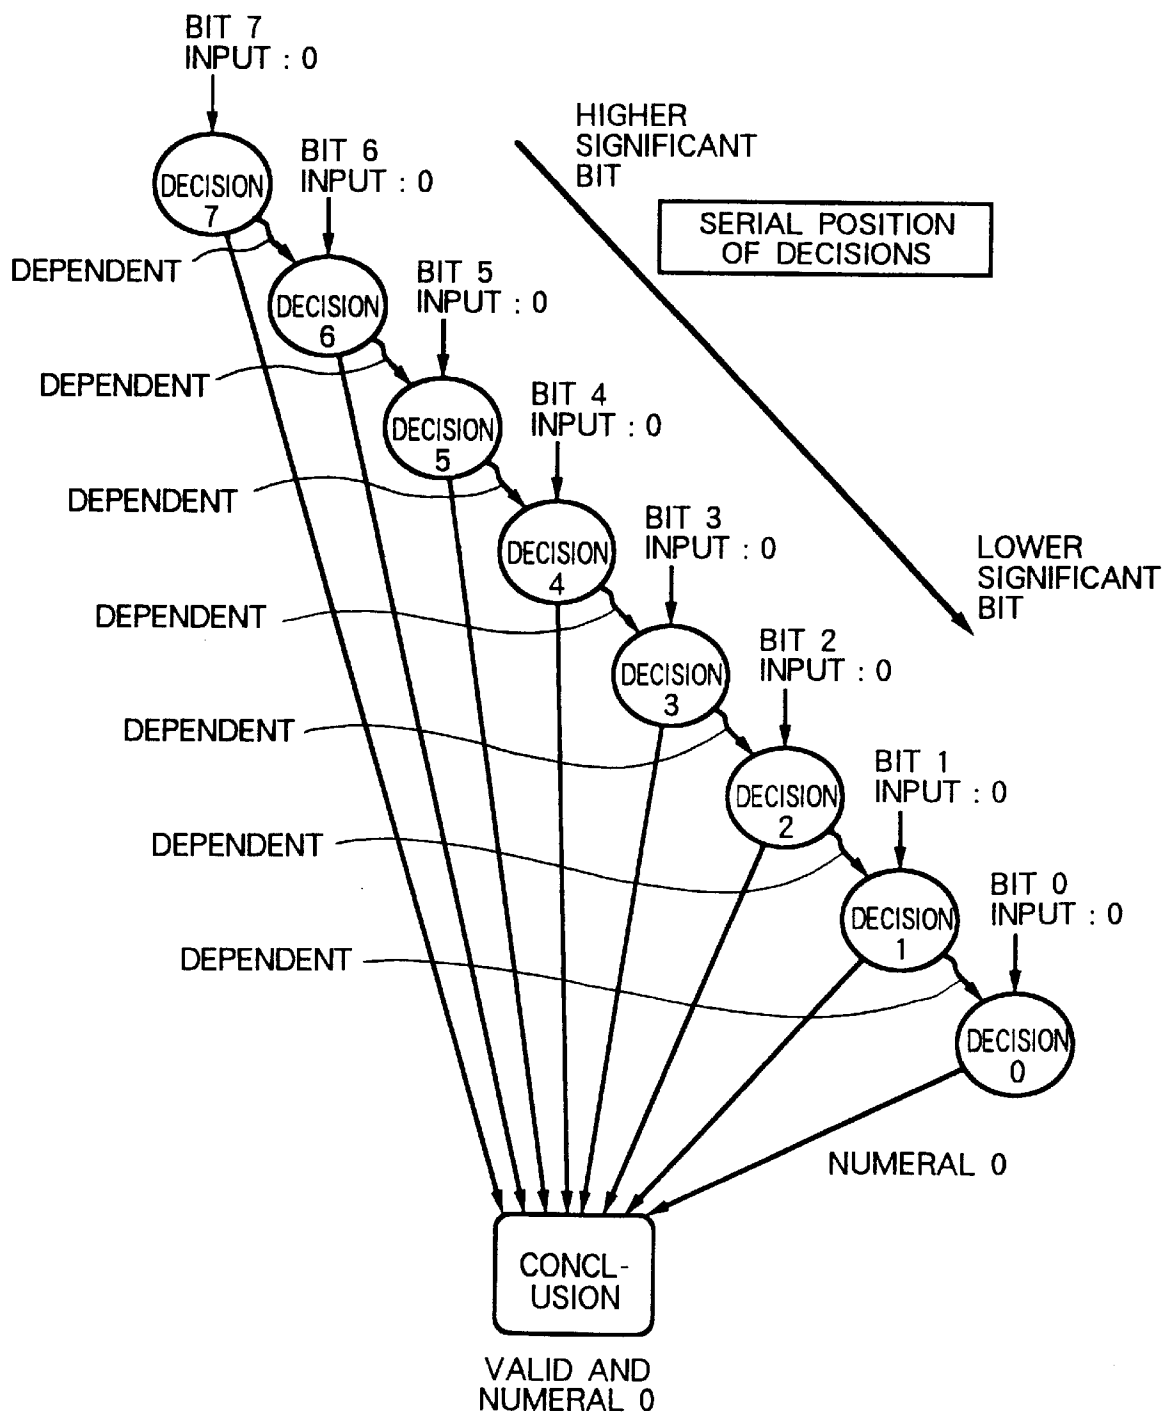 BIT 7
INPUT : 0
HIGHER
SIGNIFICANT
BIT
BIT 6
INPUT : 0
DECISION
7
SERIAL POSITION
OF DECISIONS
DEPENDENT
BIT 5
INPUT : 0
DECISION
6
DEPENDENT
BIT 4
INPUT : 0
DECISION
5
DEPENDENT
BIT 3
INPUT : 0
LOWER
SIGNIFICANT
BIT
DECISION
4
DEPENDENT
BIT 2
INPUT : 0
DECISION
3
DEPENDENT
BIT 1
INPUT : 0
DECISION
2
DEPENDENT
BIT 0
INPUT : 0
DECISION
1
DEPENDENT
DECISION
0
NUMERAL 0
CONCL-
USION
VALID AND
NUMERAL 0